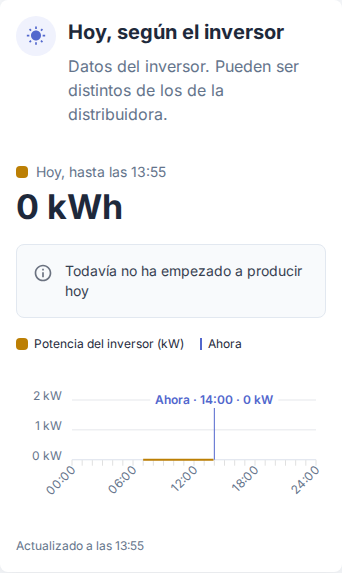 Hoy, según el inversor
Datos del inversor. Pueden ser
distintos de los de la
distribuidora.
Hoy, hasta las 13:55
0 kWh
Todavía no ha empezado a producir
hoy
Potencia del inversor (kW)
Ahora
2 kW
Ahora · 14:00 · 0 kW
1 kW
0 kW
00:00
06:00
12:00
18:00
24:00
Actualizado a las 13:55